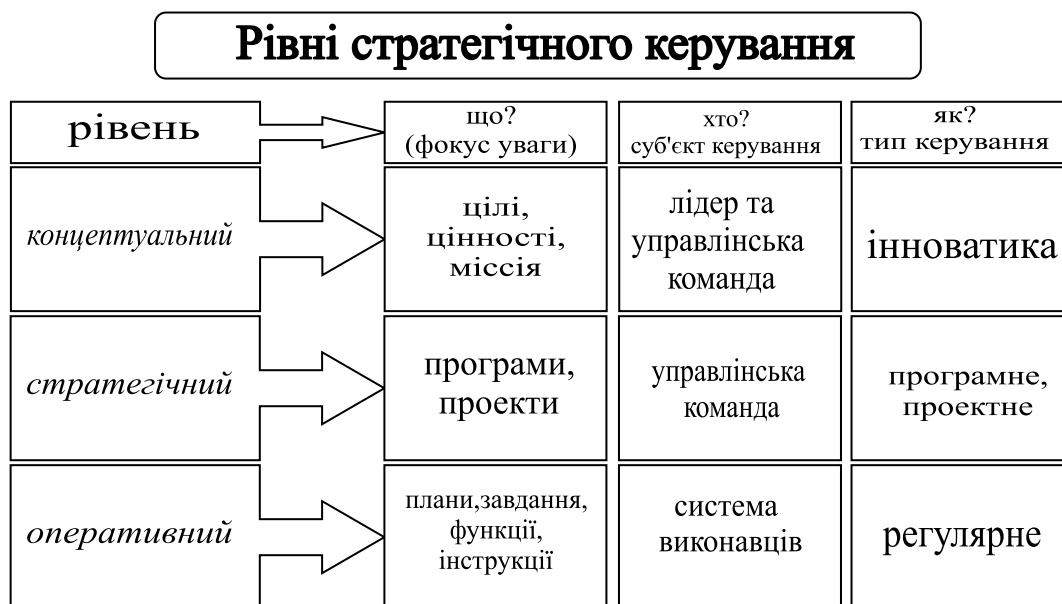 Рівні стратегічного керування
рівень
що?
(фокус уваги)
хто?
суб'єкт керування
як?
тип керування
концептуальний
цілі,
цінності,
міссія
лідер та
управлінська
команда
інноватика
стратегічний
програми,
проекти
управлінська
команда
програмне,
проектне
оперативний
плани,завдання,
функції,
інструкції
система
виконавців
регулярне